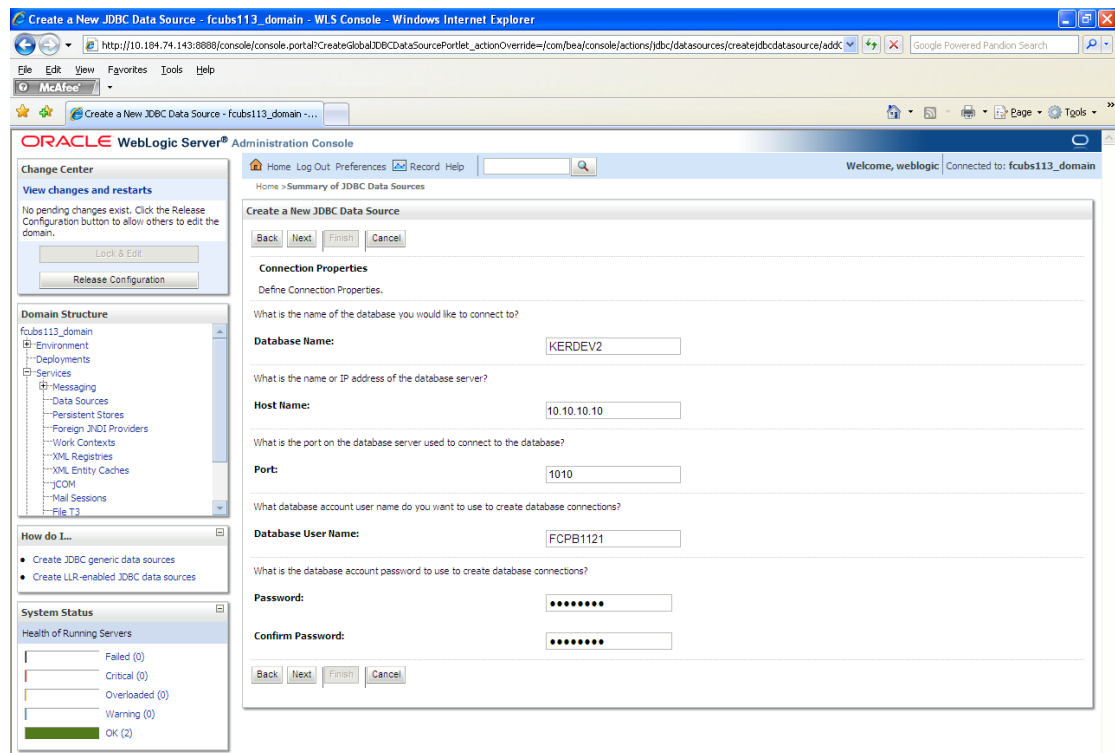 Create a New JDBC Data Source - fcubs113_domain - WLS Console - Windows Internet Explorer
http://10.184.74.143:8888/console/console.portal?CreateGlobalJDBCDataSourcePortlet_actionOverride=/com/bea/console/actions/jdbc/datasources/createjdbcdatasource/addC
Google Powered Pandion Search
File Edit View Favorites Tools Help
McAfee
Create a New JDBC Data Source - fcubs113_domain -...
Page Tools
ORACLE WebLogic Server® Administration Console
Change Center
View changes and restarts
No pending changes exist. Click the Release
Configuration button to allow others to edit the
domain.
Lock & Edit
Release Configuration
Domain Structure
fcubs113_domain
Environment
Deployments
Services
Messaging
Data Sources
Persistent Stores
Foreign JNDI Providers
Work Contexts
XML Registries
XML Entity Caches
jCOM
Mail Sessions
File T3
How do I...
Create JDBC generic data sources
Create LLR-enabled JDBC data sources
System Status
Health of Running Servers
Failed (0)
Critical (0)
Overloaded (0)
Warning (0)
OK (2)
Home Log Out Preferences Record Help
Welcome, weblogic Connected to: fcubs113_domain
Home >Summary of JDBC Data Sources
Create a New JDBC Data Source
Back Next Finish Cancel
Connection Properties
Define Connection Properties.
What is the name of the database you would like to connect to?
Database Name: KERDEV2
What is the name or IP address of the database server?
Host Name: 10.10.10.10
What is the port on the database server used to connect to the database?
Port: 1010
What database account user name do you want to use to create database connections?
Database User Name: FCPB1121
What is the database account password to use to create database connections?
Password: ●●●●●●●●
Confirm Password: ●●●●●●●●
Back Next Finish Cancel